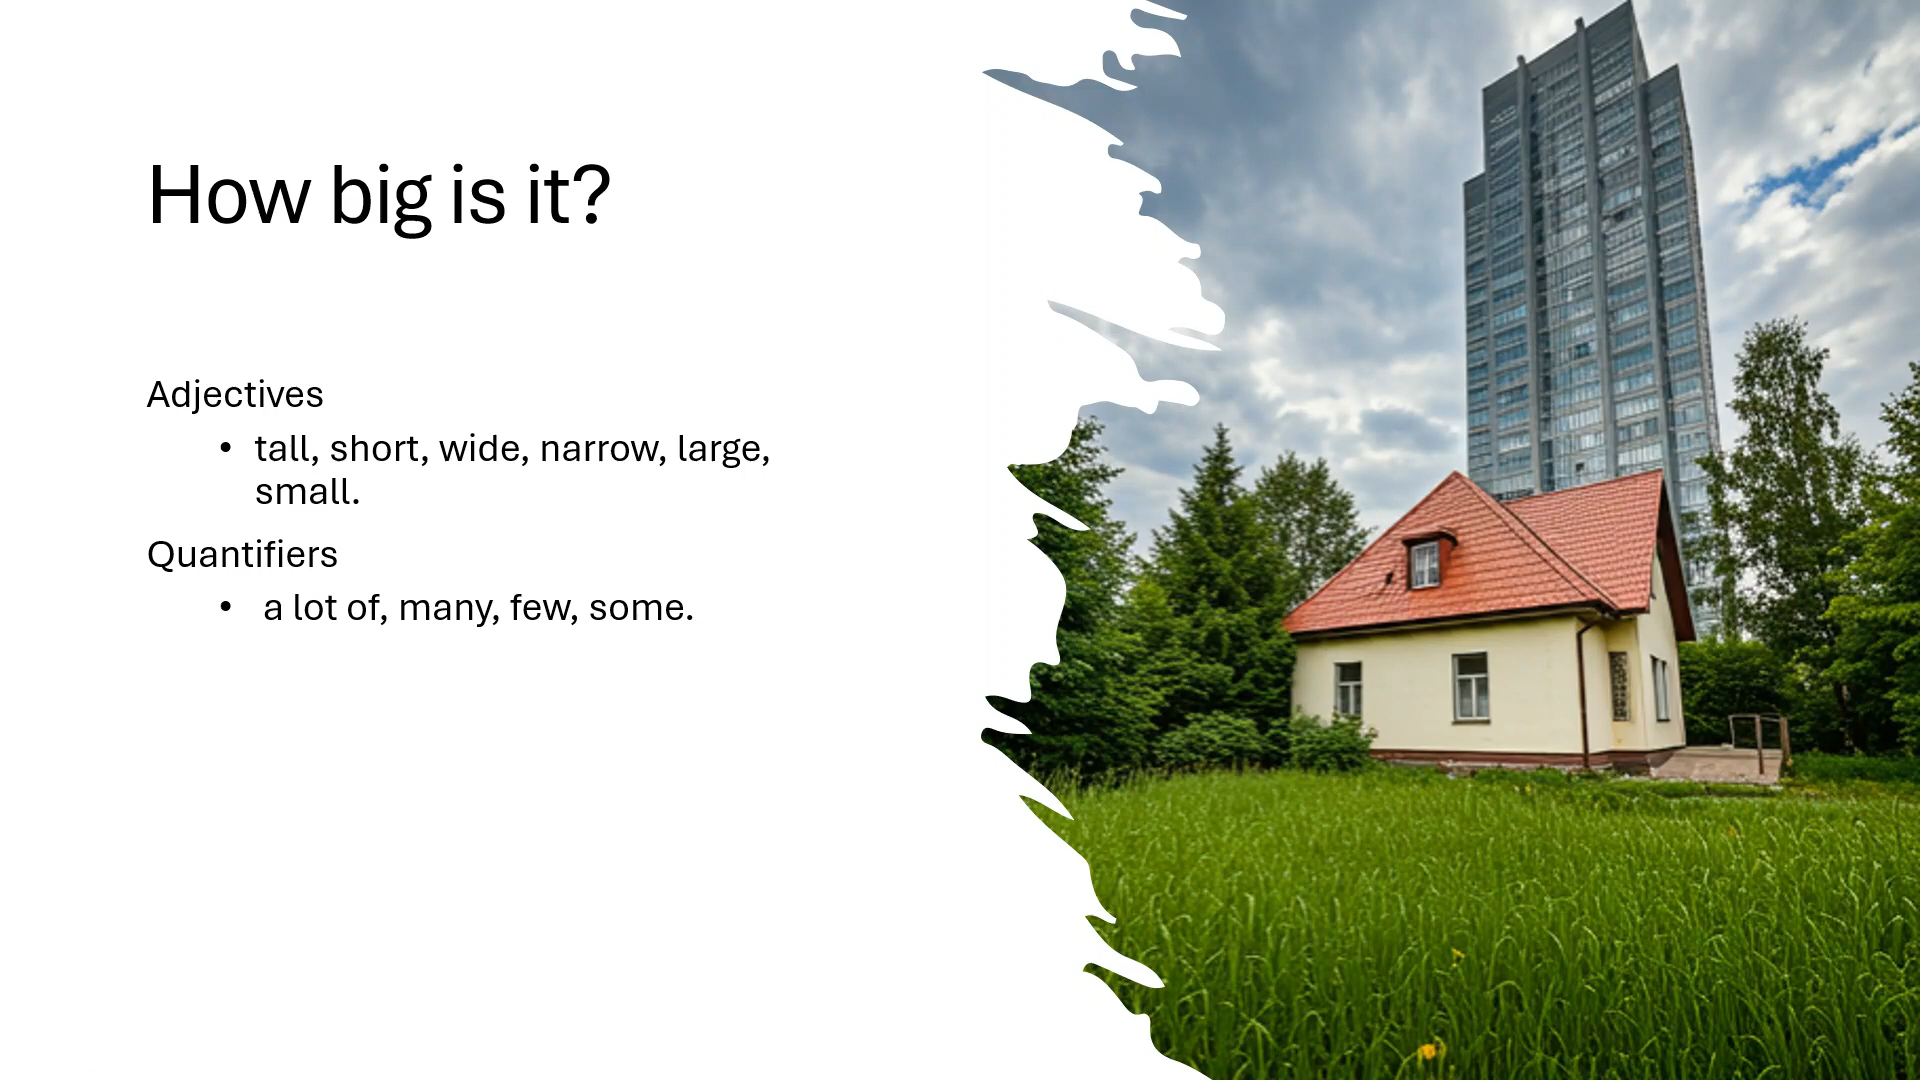 How big is it?
Adjectives
• tall, short, wide, narrow, large,
small.
Quantifiers
• a lot of, many, few, some.